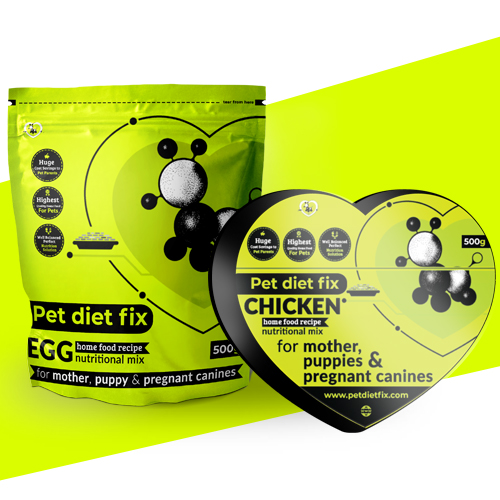 tear from here
Huge
Cost Savings to
Pet Parents
Highest
Quality Home Food
For Pets
Well Balanced
Perfect
Nutrition
Solution
Pet diet fix
EGG home food recipe
nutritional mix
500g
for mother, puppy & pregnant canines
Huge
Cost Savings to
Pet Parents
Highest
Quality Home Food
For Pets
Well Balanced
Perfect
Nutrition
Solution
500g
Pet diet fix
CHICKEN
home food recipe
nutritional mix
for mother,
puppies &
pregnant canines
www.petdietfix.com